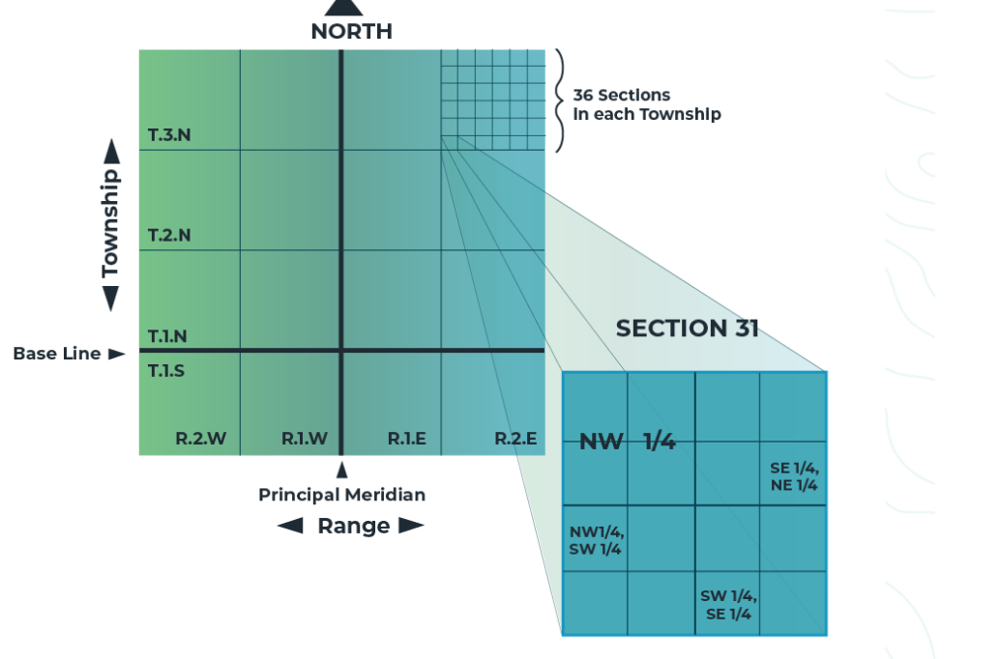 NORTH
36 Sections
in each Township
T.3.N
Township
T.2.N
T.1.N
Base Line
T.1.S
R.2.W
R.1.W
R.1.E
R.2.E
Principal Meridian
Range
SECTION 31
NW 1/4
SE 1/4,
NE 1/4
NW1/4,
SW 1/4
SW 1/4,
SE 1/4